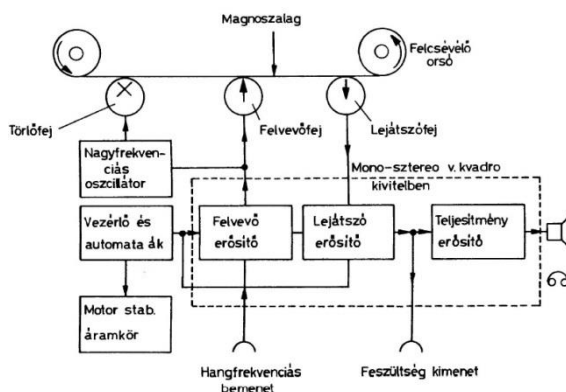 Magnoszalag
Felcsévélő
orsó
Törlőfej
Felvevőfej
Lejátszófej
Nagyfrekven-
ciás
oszcillátor
Mono-sztereo v. kvadro
kivitelben
Vezérlő és
automata ák
Felvevő
erősítő
Lejátszó
erősítő
Teljesítmény
erősítő
Motor stab.
áramkör
Hangfrekvenciás
bemenet
Feszültség kimenet